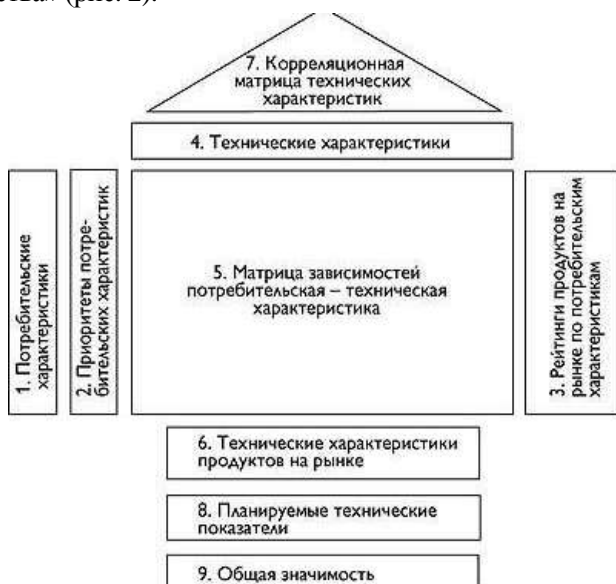 (рис. 2).
7. Корреляционная
матрица технических
характеристик
4. Технические характеристики
1. Потребительские
характеристики
2. Приоритеты потре-
бительских характеристик
5. Матрица зависимостей
потребительская – техническая
характеристика
3. Рейтинги продуктов на
рынке по потребительским
характеристикам
6. Технические характеристики
продуктов на рынке
8. Планируемые технические
показатели
9. Общая значимость